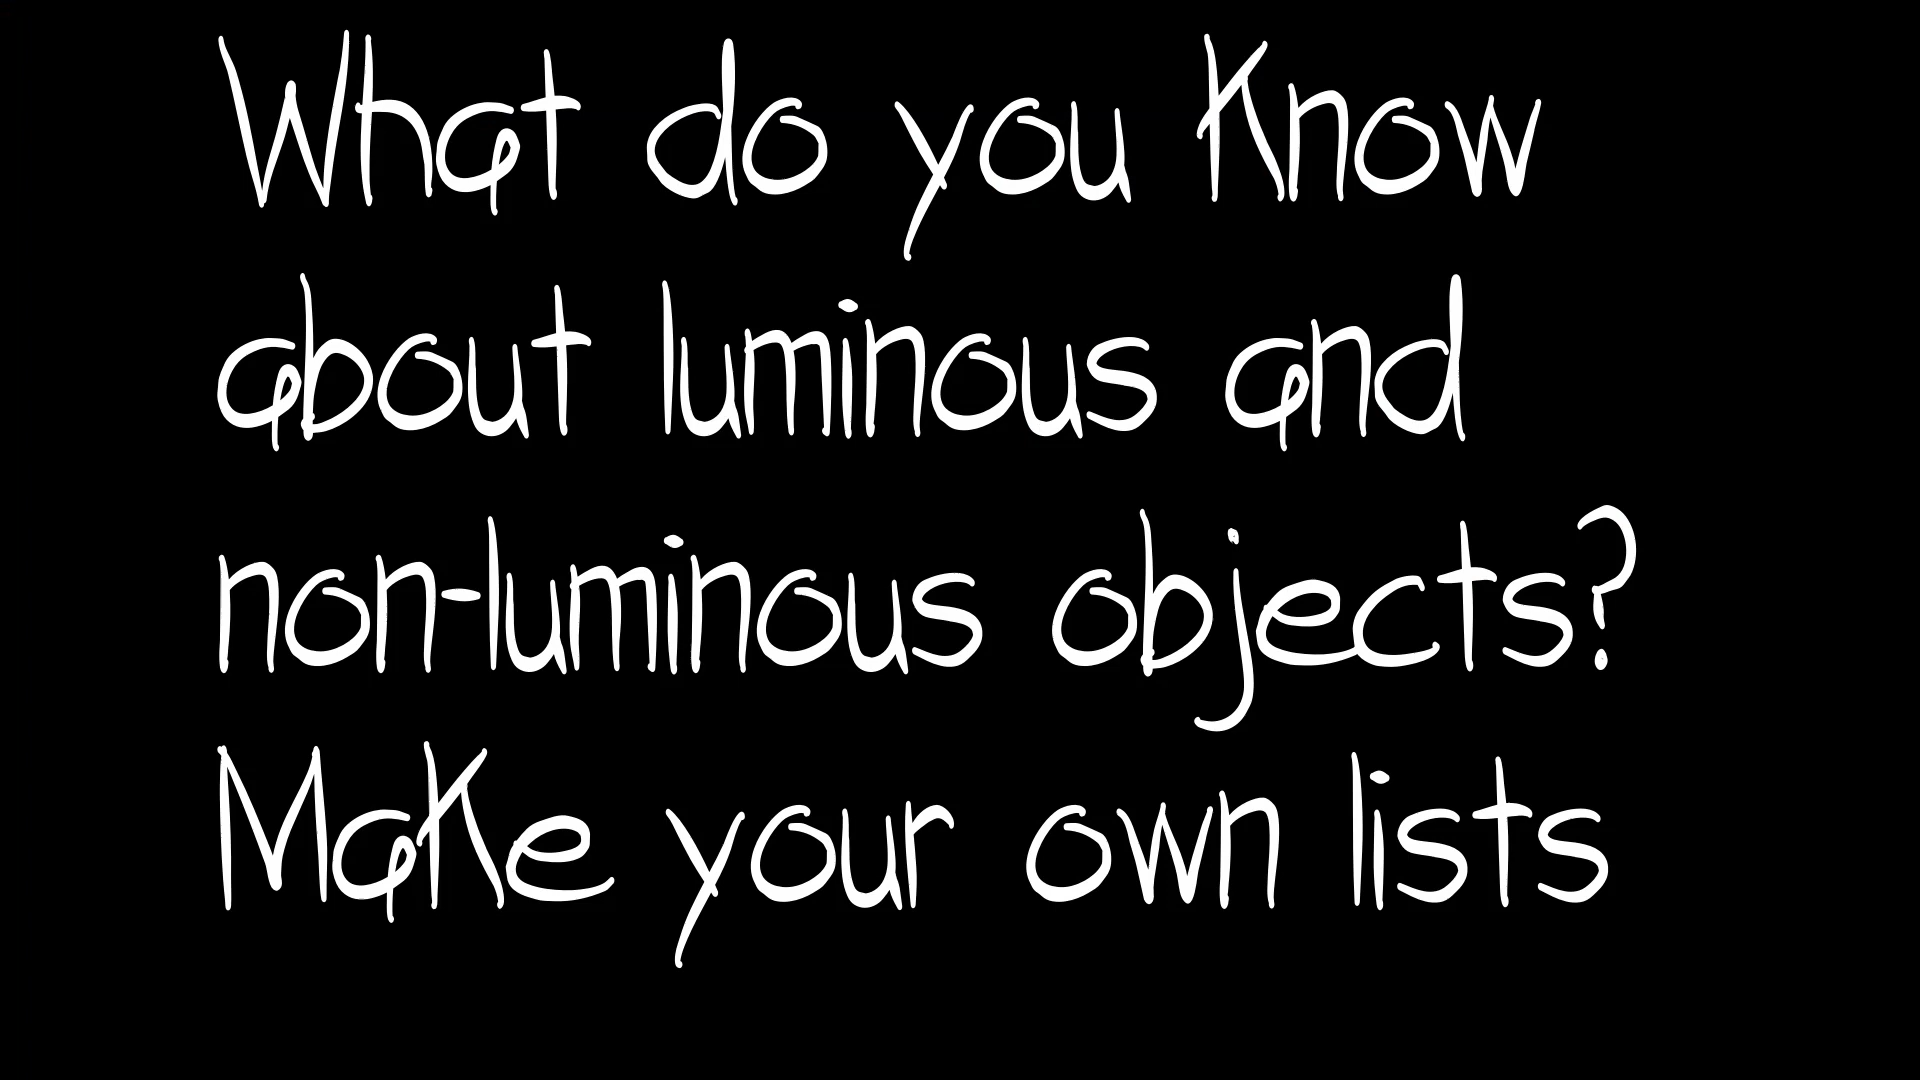 What do you know
about luminous and
non-luminous objects?
Make your own lists